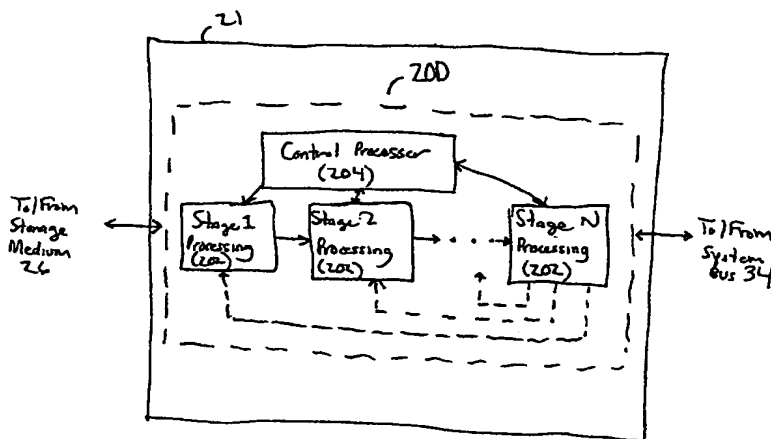 21
200
Control Processor
(204)
To/From
Storage
Medium
26
Stage 1
Processing
(202)
Stage 2
Processing
(202)
Stage N
Processing
(202)
To/From
System
Bus 34